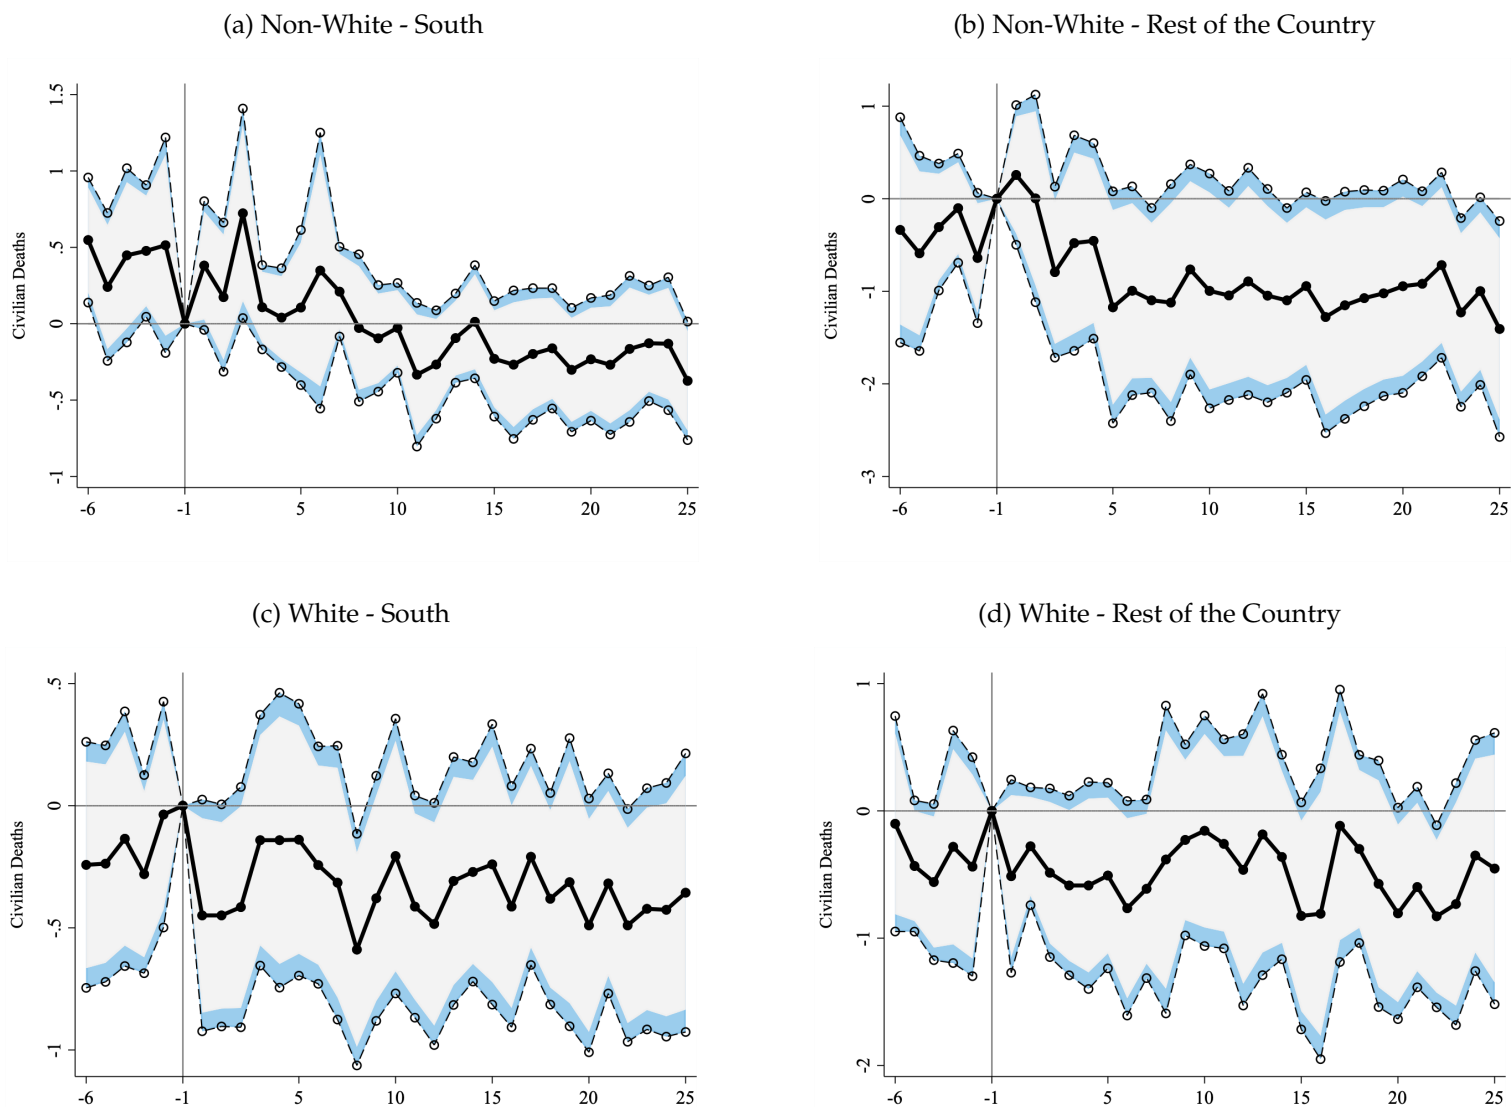 (a) Non-White - South
(b) Non-White - Rest of the Country
1.5
1
.5
0
-.5
-1
Civilian Deaths
-6 -1 5 10 15 20 25
1
0
-1
-2
-3
Civilian Deaths
-6 -1 5 10 15 20 25
(c) White - South
(d) White - Rest of the Country
.5
0
-.5
-1
Civilian Deaths
-6 -1 5 10 15 20 25
1
0
-1
-2
Civilian Deaths
-6 -1 5 10 15 20 25